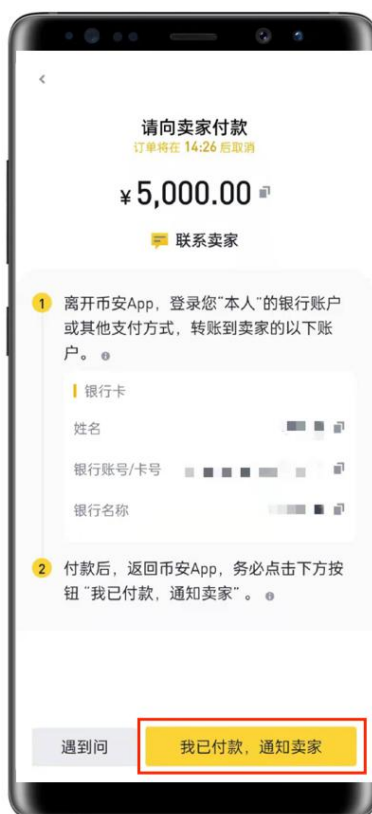 请向卖家付款
订单将在 14:26 后取消
¥ 5,000.00
联系卖家
1 离开币安App，登录您"本人"的银行账户
或其他支付方式，转账到卖家的以下账
户。
银行卡
姓名
银行账号/卡号
银行名称
2 付款后，返回币安App，务必点击下方按
钮"我已付款，通知卖家"。
遇到问
我已付款，通知卖家